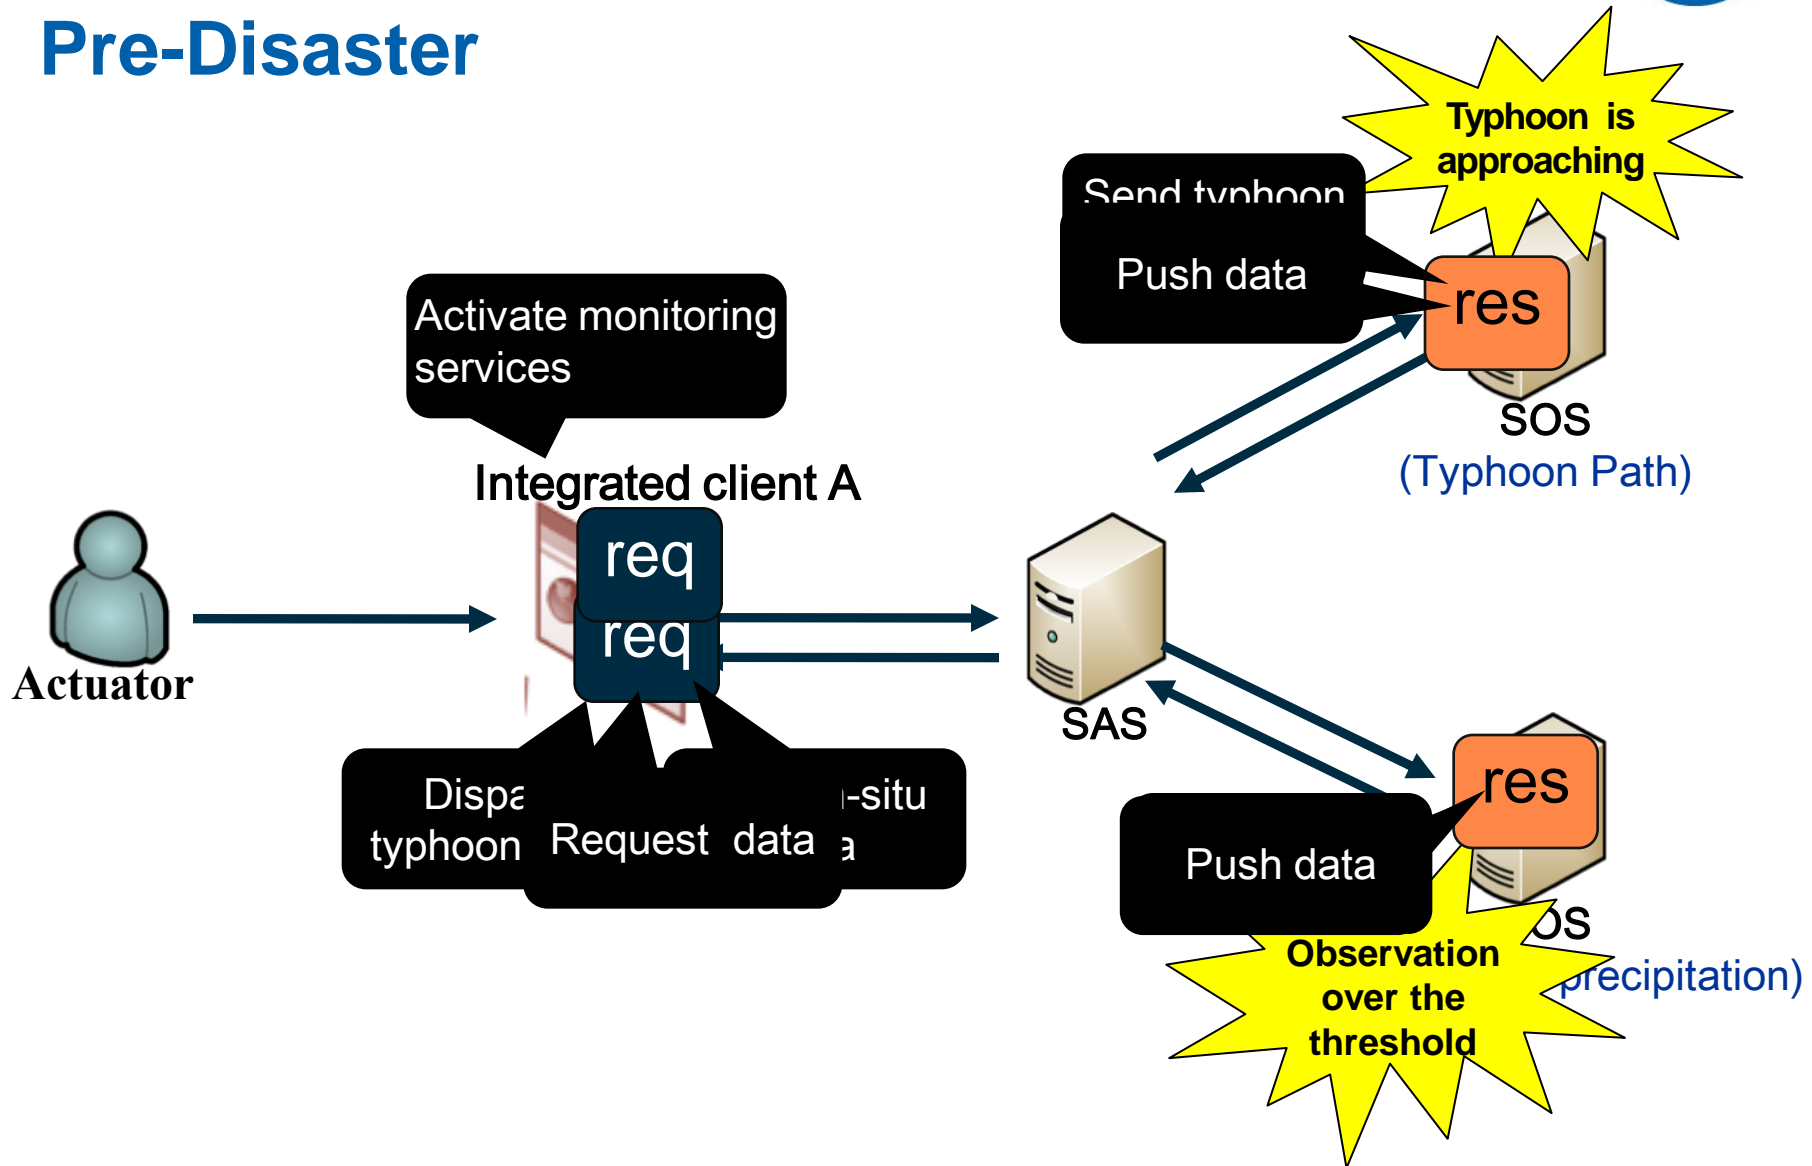 Pre-Disaster
Typhoon is
approaching
Send typhoon
Push data
res
Activate monitoring
services
SOS
(Typhoon Path)
Integrated client A
req
req
Actuator
SAS
res
-situ
typhoon
Request data
Push data
OS
precipitation)
Observation
over the
threshold